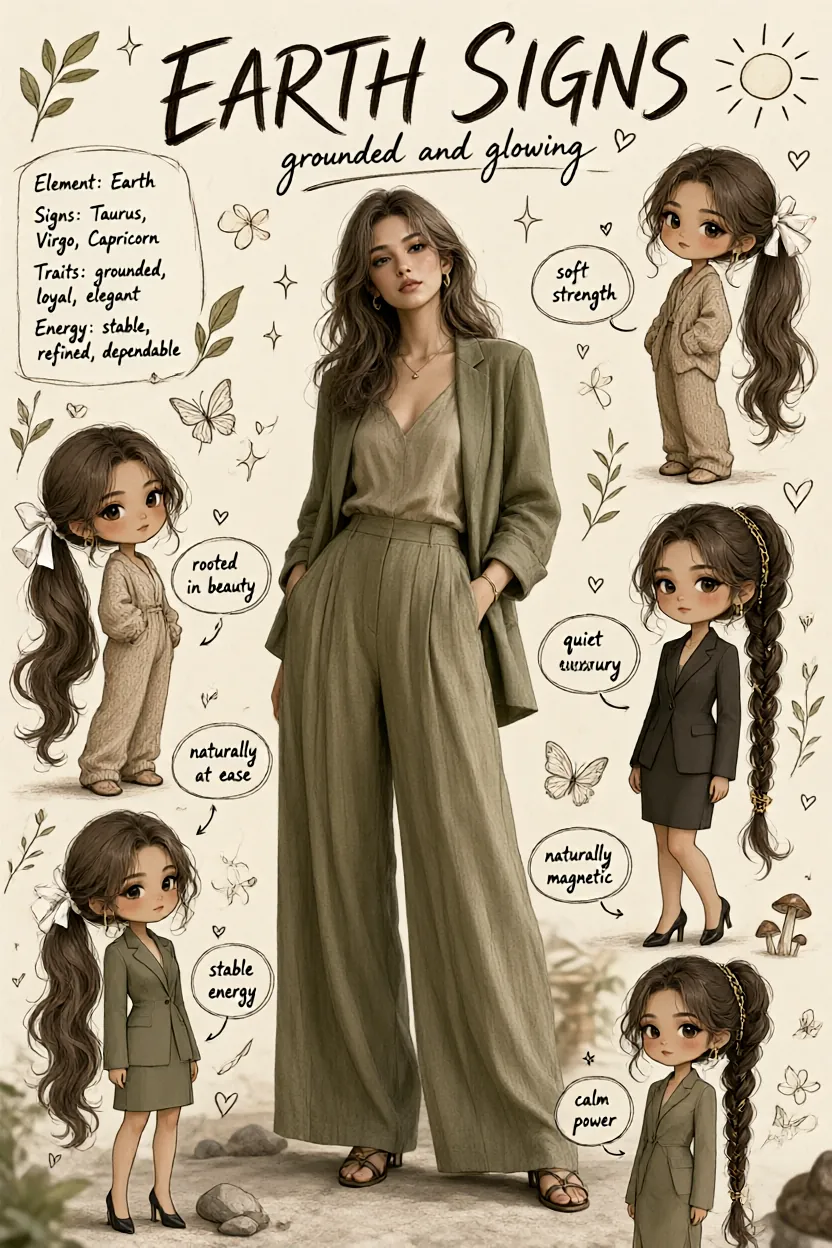 EARTH SIGNS
grounded and glowing
Element: Earth
Signs: Taurus,
Virgo, Capricorn
Traits: grounded,
loyal, elegant
Energy: stable,
refined, dependable
soft
strength
rooted
in beauty
quiet
naturally
at ease
naturally
magnetic
stable
energy
calm
power